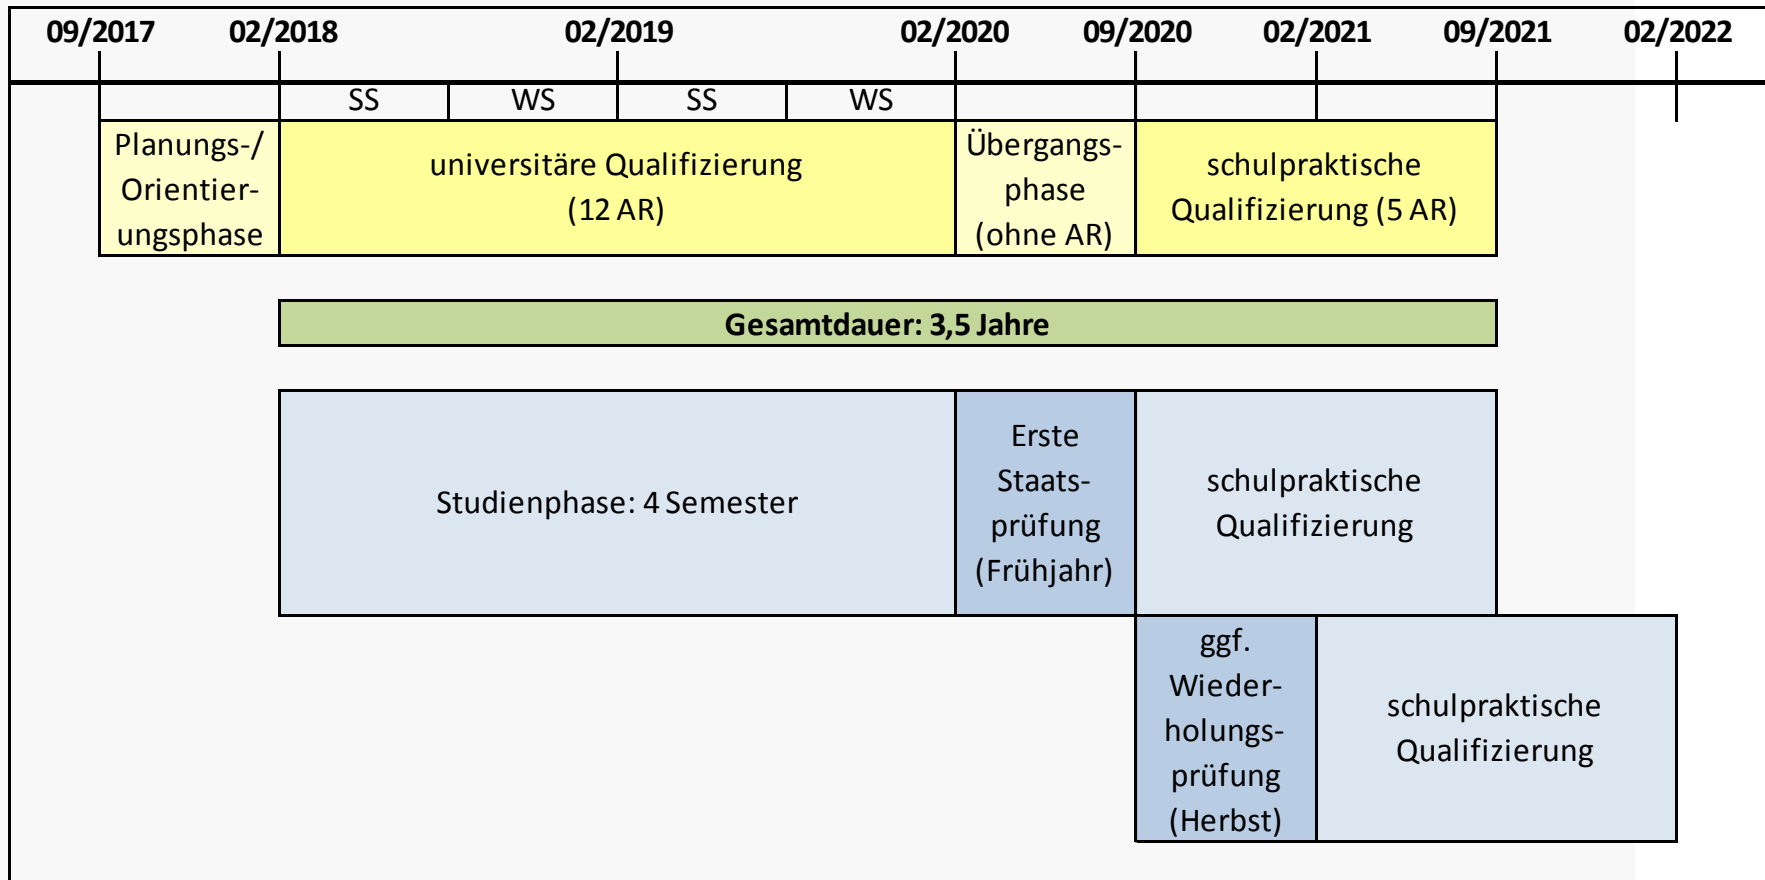 09/2017 02/2018 02/2019 02/2020 09/2020 02/2021 09/2021 02/2022
SS WS SS WS
Planungs-/
Orientier-
ungsphase
universitäre Qualifizierung
(12 AR)
Übergangs-
phase
(ohne AR)
schulpraktische
Qualifizierung (5 AR)
Gesamtdauer: 3,5 Jahre
Studienphase: 4 Semester
Erste
Staats-
prüfung
(Frühjahr)
schulpraktische
Qualifizierung
ggf.
Wieder-
holungs-
prüfung
(Herbst)
schulpraktische
Qualifizierung